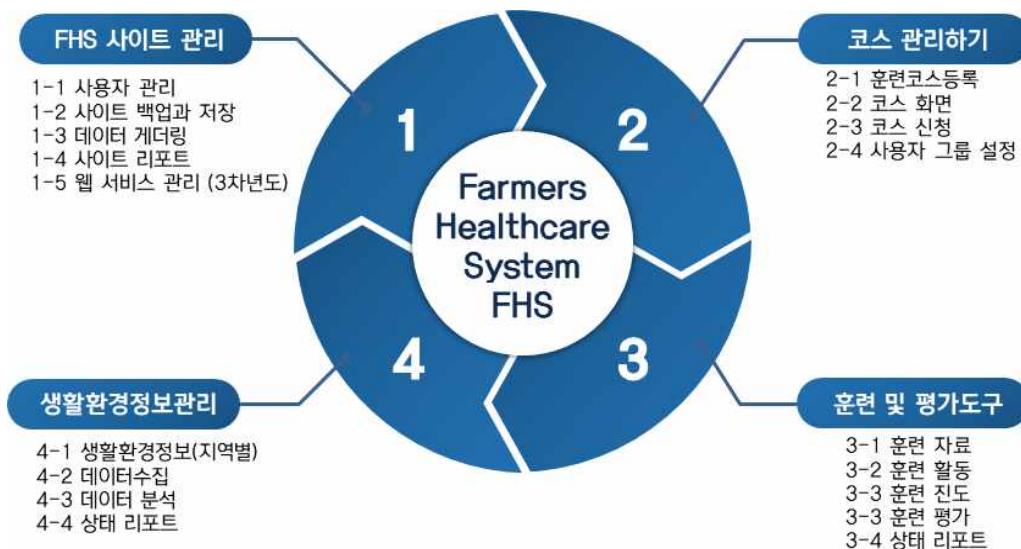 FHS 사이트 관리
1-1 사용자 관리
1-2 사이트 백업과 저장
1-3 데이터 게더링
1-4 사이트 리포트
1-5 웹 서비스 관리 (3차년도)
1
2
코스 관리하기
2-1 훈련코스등록
2-2 코스 화면
2-3 코스 신청
2-4 사용자 그룹 설정
Farmers
Healthcare
System
FHS
4
3
생활환경정보관리
4-1 생활환경정보(지역별)
4-2 데이터수집
4-3 데이터 분석
4-4 상태 리포트
훈련 및 평가도구
3-1 훈련 자료
3-2 훈련 활동
3-3 훈련 진도
3-3 훈련 평가
3-4 상태 리포트